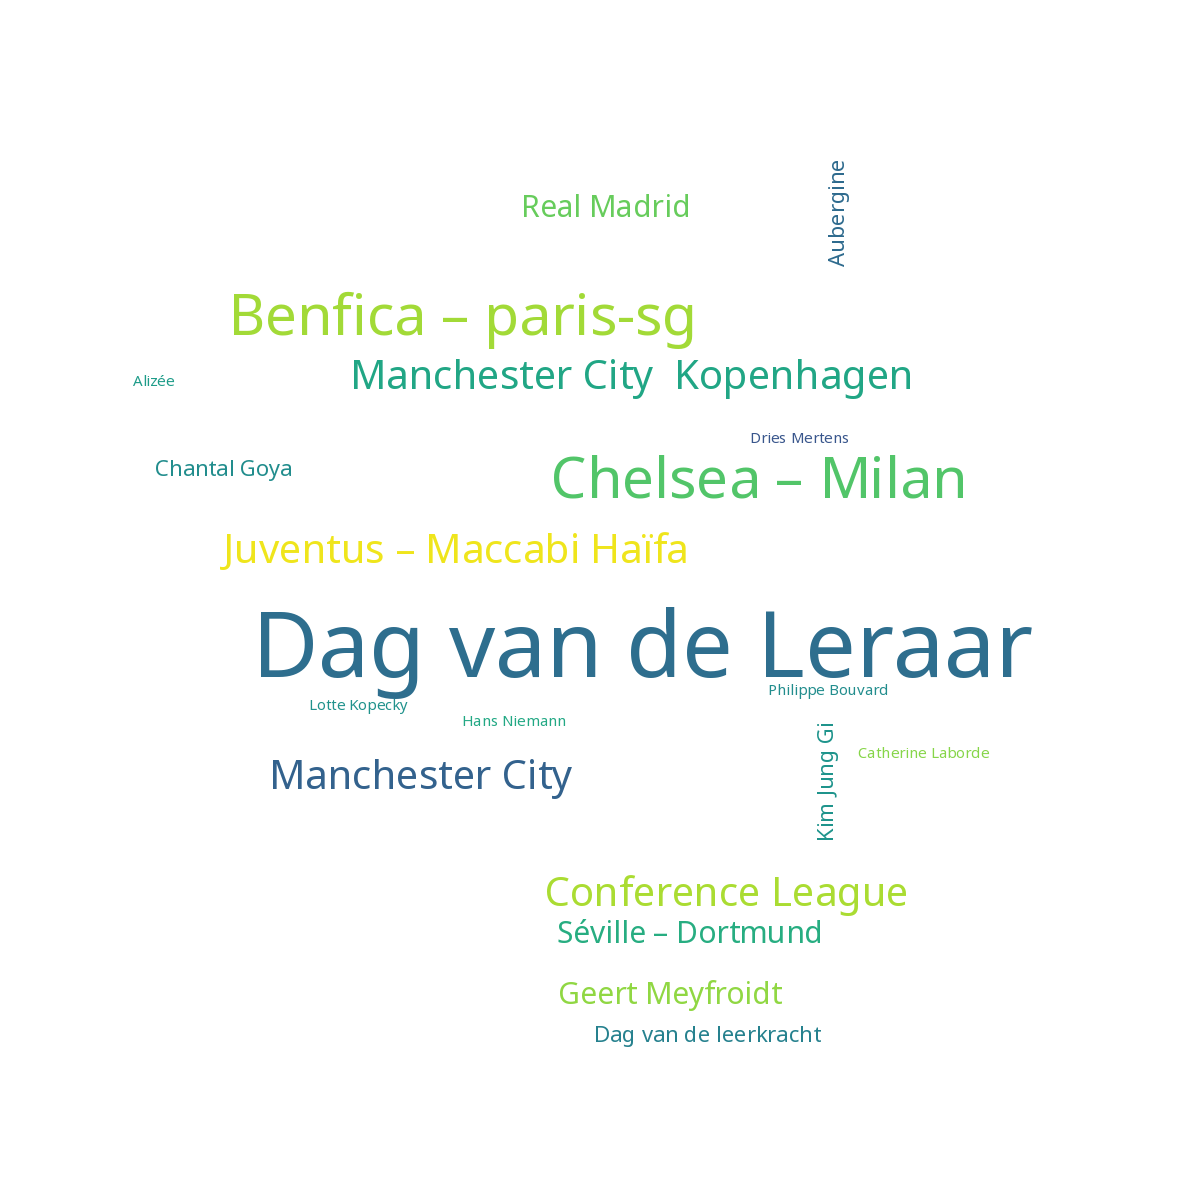 Aubergine
Real Madrid
Benfica – paris-sg
Manchester City Kopenhagen
Alizée
Dries Mertens
Chantal Goya
Chelsea – Milan
Juventus – Maccabi Haïfa
Dag van de Leraar
Philippe Bouvard
Lotte Kopecky
Hans Niemann
Kim Jung Gi
Catherine Laborde
Manchester City
Conference League
Séville – Dortmund
Geert Meyfroidt
Dag van de leerkracht